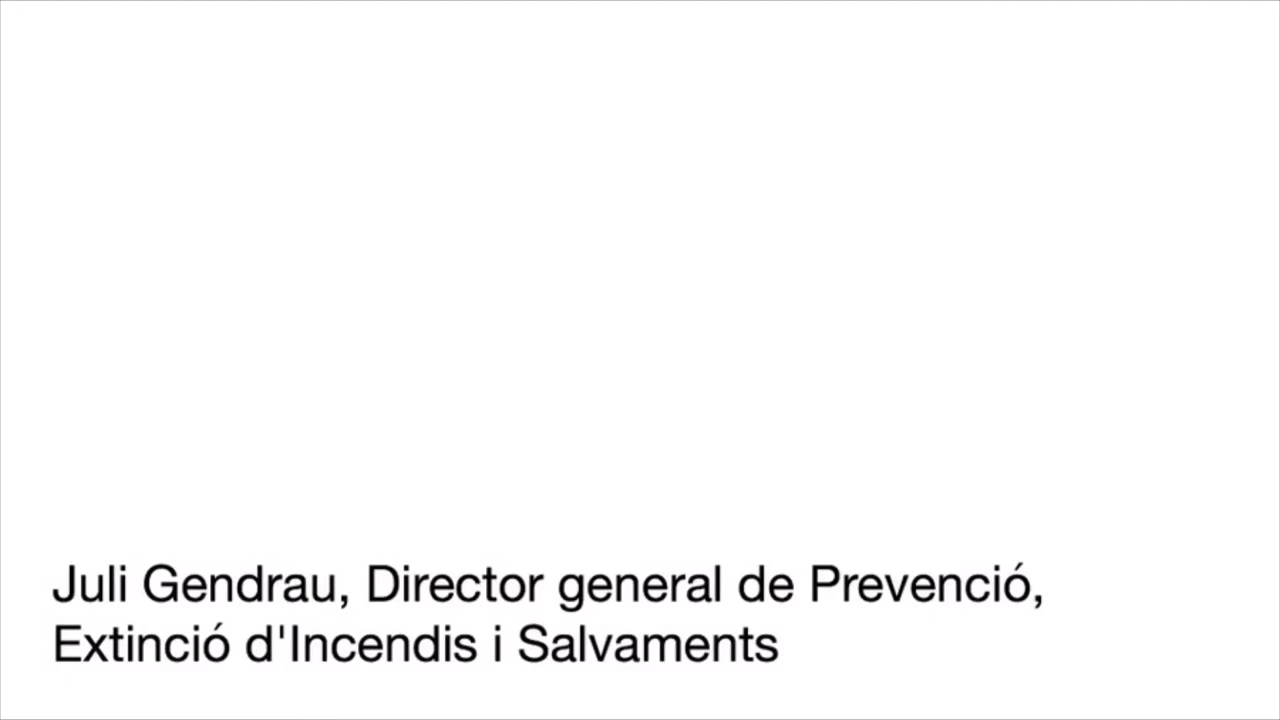 Juli Gendrau, Director general de Prevenció,
Extinció d'Incendis i Salvaments